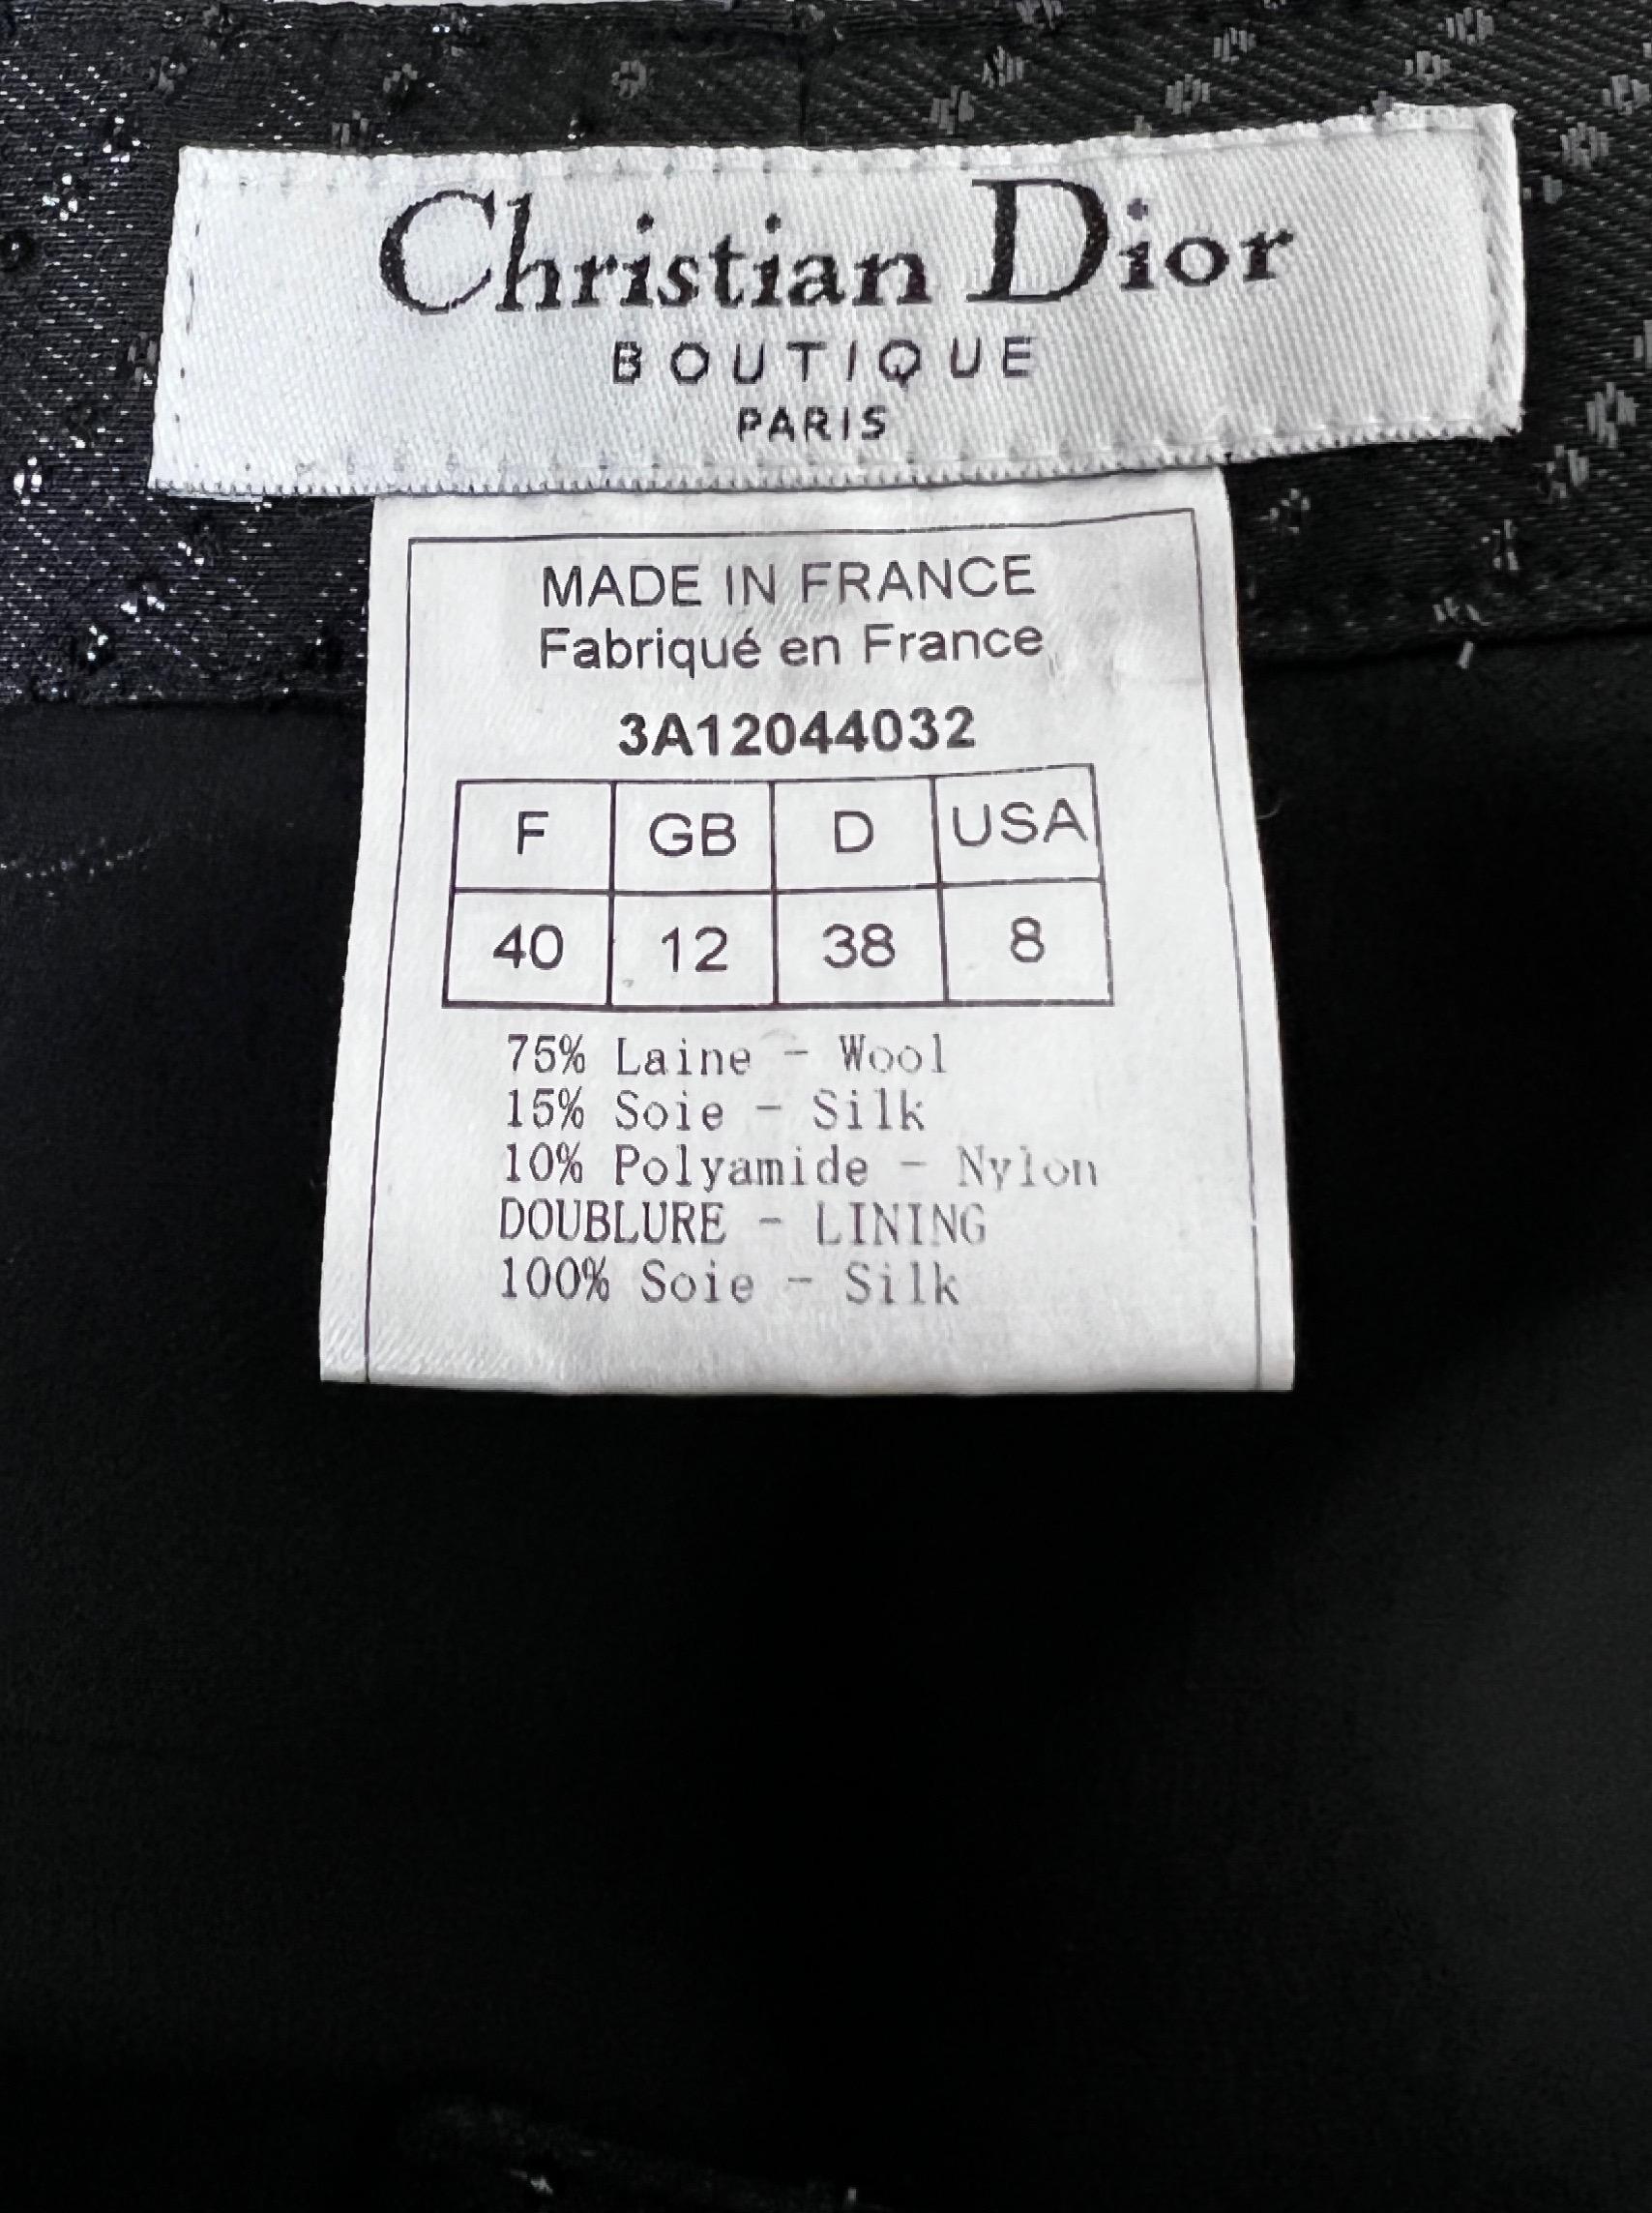 Christian Dior
BOUTIQUE
PARIS
MADE IN FRANCE
Fabriqué en France
3A12044032
F GB D USA
40 12 38 8
75% Laine - Wool
15% Soie - Silk
10% Polyamide - Nylon
DOUBLURE - LINING
100% Soie - Silk